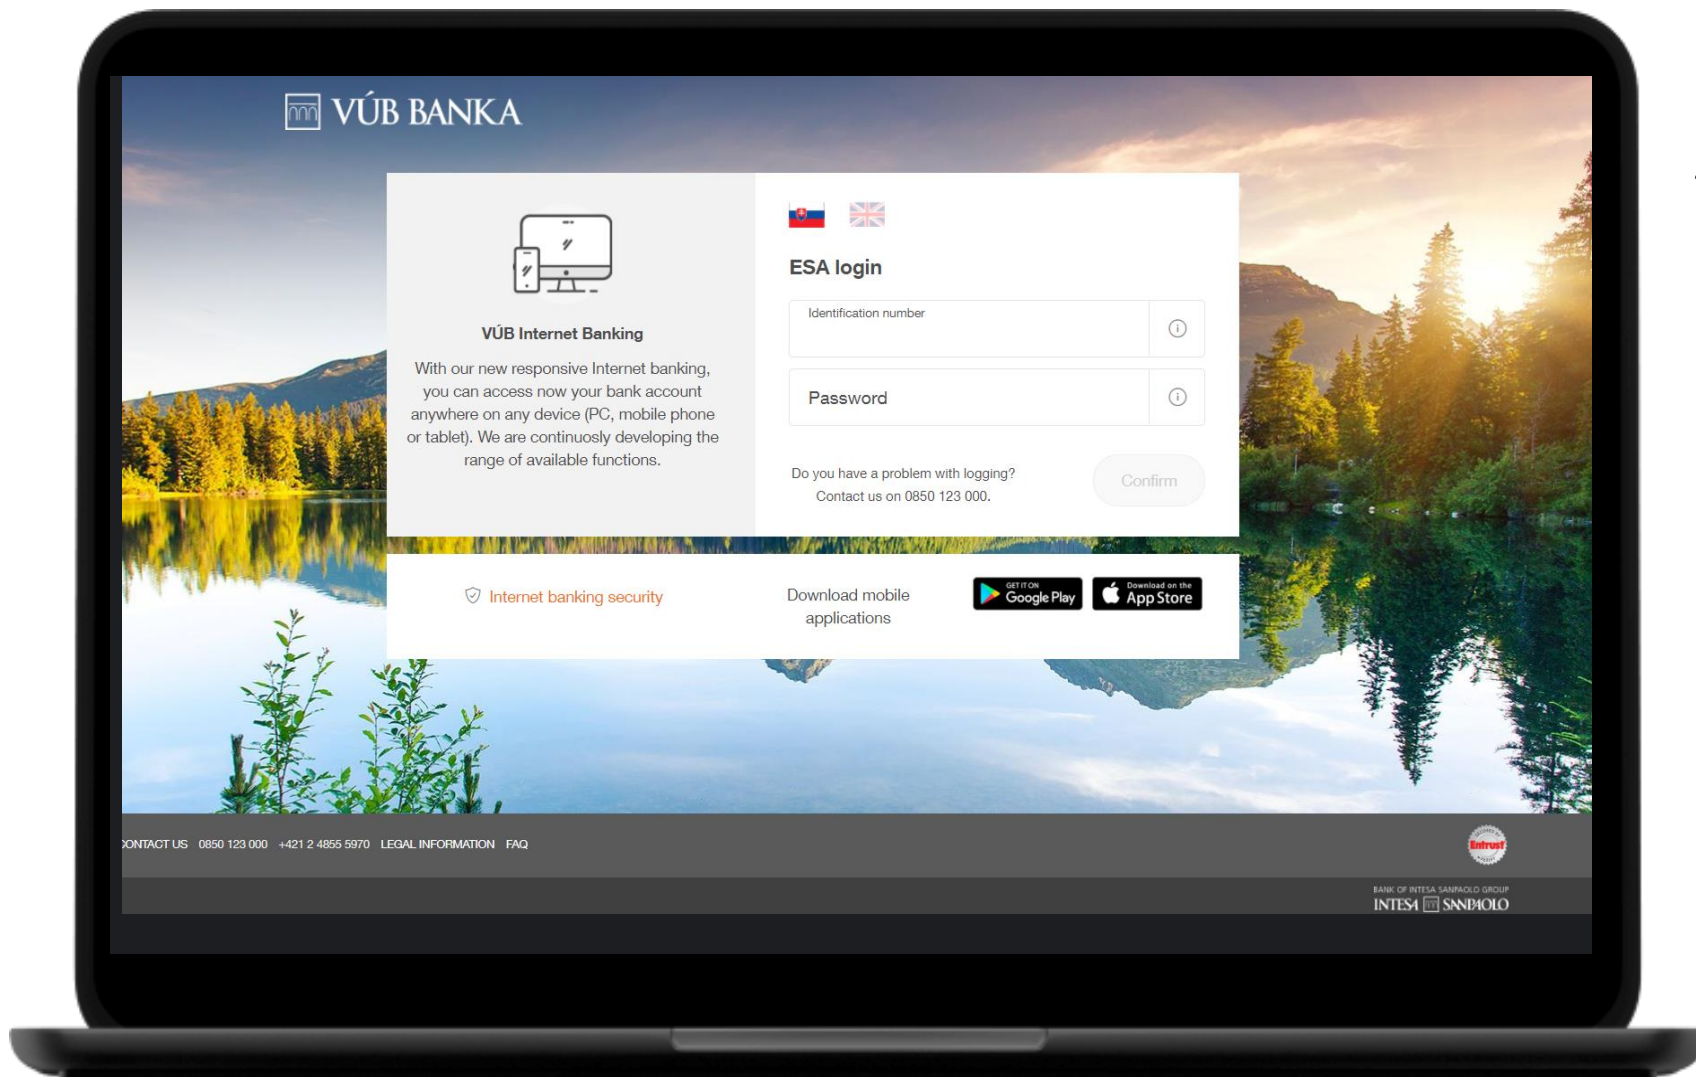 VÚB BANKA
VÚB Internet Banking
With our new responsive Internet banking,
you can access now your bank account
anywhere on any device (PC, mobile phone
or tablet). We are continuosly developing the
range of available functions.
ESA login
Identification number
Password
Do you have a problem with logging?
Contact us on 0850 123 000.
Confirm
Internet banking security
Download mobile
applications
GET IT ON
Google Play
Download on the
App Store
CONTACT US 0850 123 000 +421 2 4855 5970 LEGAL INFORMATION FAQ
Entrust
BANK OF INTESA SANPAOLO GROUP
INTESA SANPAOLO